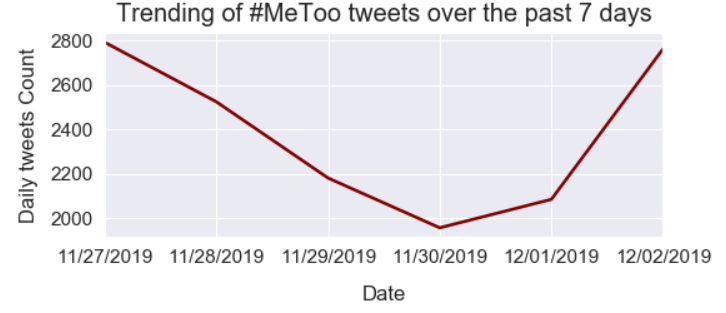 Trending of #MeToo tweets over the past 7 days
Daily tweets Count
2800
2600
2400
2200
2000
11/27/2019 11/28/2019 11/29/2019 11/30/2019 12/01/2019 12/02/2019
Date